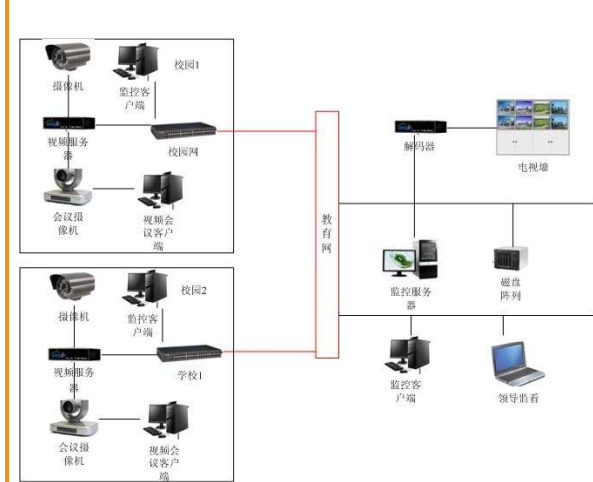 校园1
摄像机
监控客
户端
视频服务
器
校园网
会议摄
像机
视频会
议客户
端
校园2
摄像机
监控客
户端
视频服务
器
学校1
会议摄
像机
视频会
议客户
端
教
育
网
解码器
电视墙
监控服务
器
磁盘
阵列
监控客
户端
领导监看